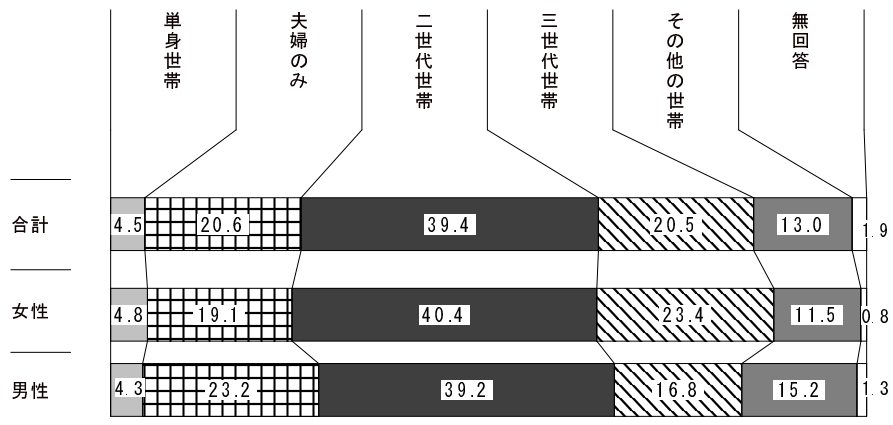 単身世帯
夫婦のみ
二世代世帯
三世代世帯
その他の世帯
無回答
合計
4.5
20.6
39.4
20.5
13.0
1.9
女性
4.8
19.1
40.4
23.4
11.5
0.8
男性
4.3
23.2
39.2
16.8
15.2
1.3